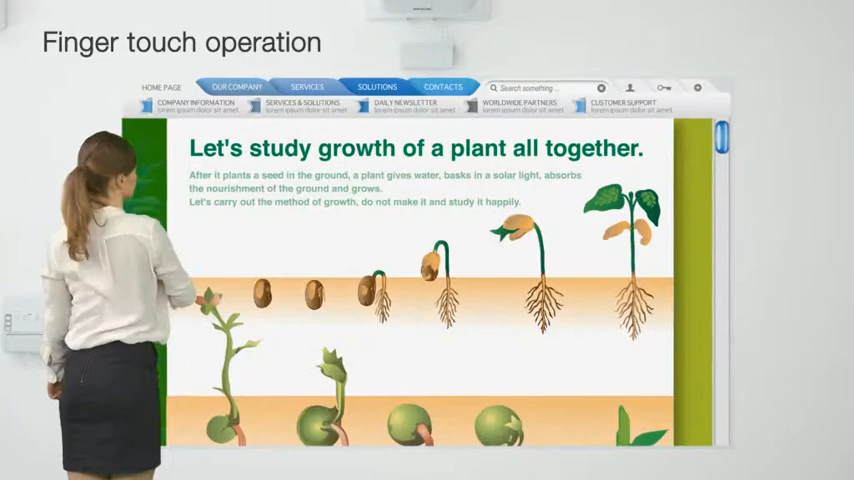 Finger touch operation
HOME PAGE
OUR COMPANY
SERVICES
SOLUTIONS
CONTACTS
Search something ...
COMPANY INFORMATION
lorem ipsum dolor sit amet
SERVICES & SOLUTIONS
lorem ipsum dolor sit amet
DAILY NEWSLETTER
lorem ipsum dolor sit amet
WORLDWIDE PARTNERS
lorem ipsum dolor sit amet
CUSTOMER SUPPORT
lorem ipsum dolor sit amet
Let's study growth of a plant all together.
After it plants a seed in the ground, a plant gives water, basks in a solar light, absorbs
the nourishment of the ground and grows.
Let's carry out the method of growth, do not make it and study it happily.